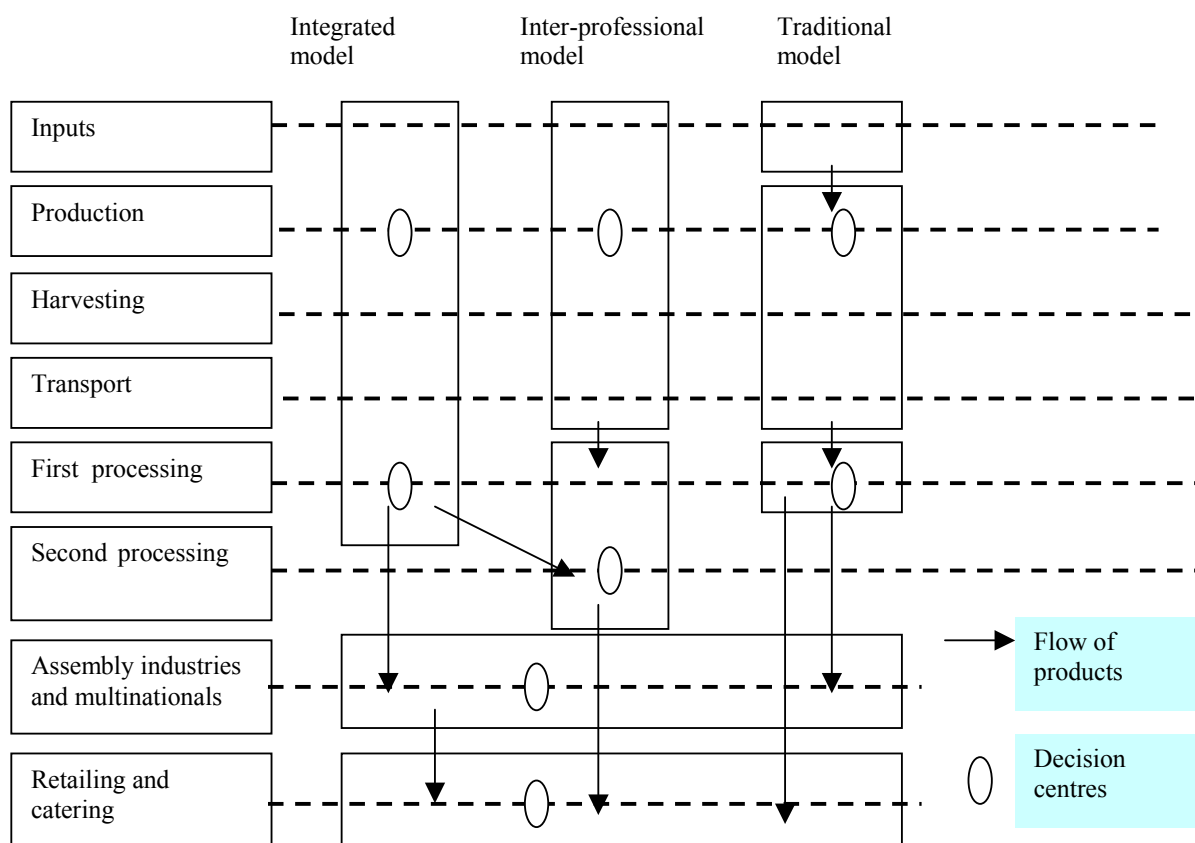 Integrated
model
Inter-professional
model
Traditional
model
Inputs
Production
Harvesting
Transport
First processing
Second processing
Assembly industries
and multinationals
Retailing and
catering
Flow of
products
Decision
centres